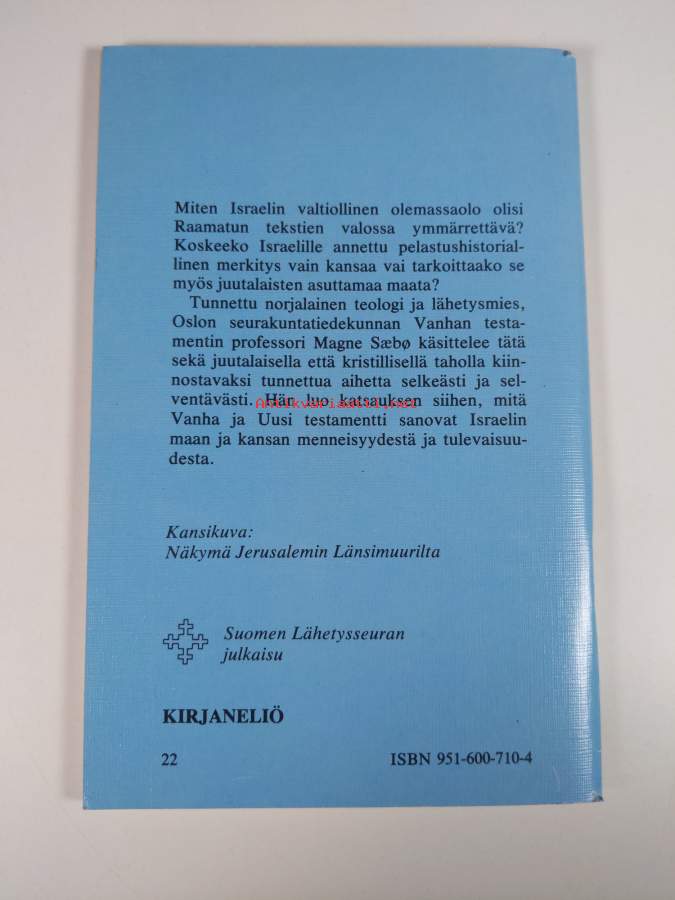 Miten Israelin valtiollinen olemassaolo olisi
Raamatun tekstien valossa ymmärrettävä?
Koskeeko Israelille annettu pelastushistorial-
linen merkitys vain kansaa vai tarkoittaako se
myös juutalaisten asuttamaa maata?
Tunnettu norjalainen teologi ja lähetysmies,
Oslon seurakuntatiedekunnan Vanhan testa-
mentin professori Magne Sæbø käsittelee tätä
sekä juutalaisella että kristillisellä taholla kiin-
nostavaksi tunnettua aihetta selkeästi ja sel-
ventävästi. Hän luo katsauksen siihen, mitä
Antikvariaatti.net
Vanha ja Uusi testamentti sanovat Israelin
maan ja kansan menneisyydestä ja tulevaisuu-
desta.
Kansikuva:
Näkymä Jerusalemin Länsimuurilta
Suomen Lähetysseuran
julkaisu
KIRJANELIÖ
22 ISBN 951-600-710-4